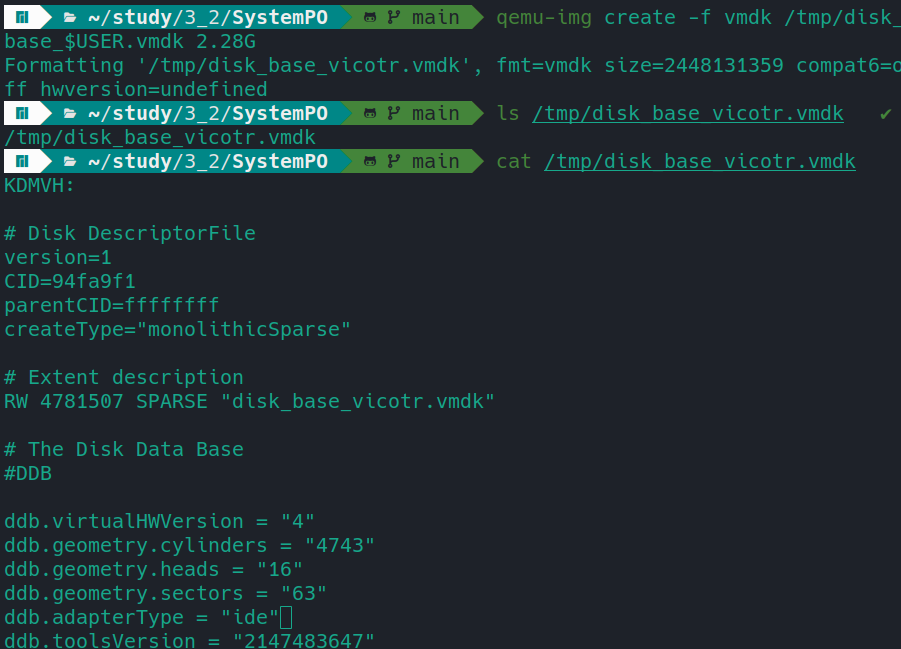 ~/study/3_2/SystemPO main qemu-img create -f vmdk /tmp/disk_
base_$USER.vmdk 2.28G
Formatting '/tmp/disk_base_vicotr.vmdk', fmt=vmdk size=2448131359 compat6=o
ff hwversion=undefined
~/study/3_2/SystemPO main ls /tmp/disk_base_vicotr.vmdk ✔
/tmp/disk_base_vicotr.vmdk
~/study/3_2/SystemPO main cat /tmp/disk_base_vicotr.vmdk
KDMVH:
# Disk DescriptorFile
version=1
CID=94fa9f1
parentCID=ffffffff
createType="monolithicSparse"
# Extent description
RW 4781507 SPARSE "disk_base_vicotr.vmdk"
# The Disk Data Base
#DDB
ddb.virtualHWVersion = "4"
ddb.geometry.cylinders = "4743"
ddb.geometry.heads = "16"
ddb.geometry.sectors = "63"
ddb.adapterType = "ide"
ddb.toolsVersion = "2147483647"